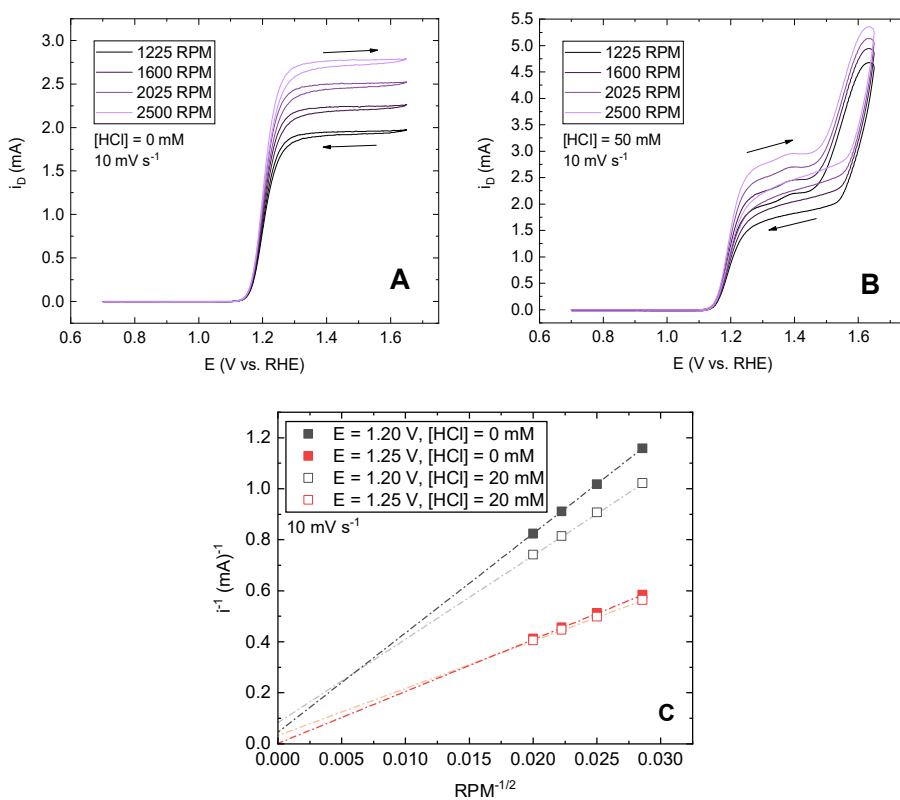 1225 RPM
1600 RPM
2025 RPM
2500 RPM
[HCl] = 0 mM
10 mV s⁻¹
A
3.0
2.5
2.0
1.5
1.0
0.5
0.0
0.6
0.8
1.0
1.2
1.4
1.6
i_D (mA)
E (V vs. RHE)
1225 RPM
1600 RPM
2025 RPM
2500 RPM
[HCl] = 50 mM
10 mV s⁻¹
B
5.5
5.0
4.5
4.0
3.5
3.0
2.5
2.0
1.5
1.0
0.5
0.0
0.6
0.8
1.0
1.2
1.4
1.6
i_D (mA)
E (V vs. RHE)
E = 1.20 V, [HCl] = 0 mM
E = 1.25 V, [HCl] = 0 mM
E = 1.20 V, [HCl] = 20 mM
E = 1.25 V, [HCl] = 20 mM
10 mV s⁻¹
C
1.2
1.0
0.8
0.6
0.4
0.2
0.0
0.000
0.005
0.010
0.015
0.020
0.025
0.030
i⁻¹ (mA)⁻¹
RPM⁻¹/²